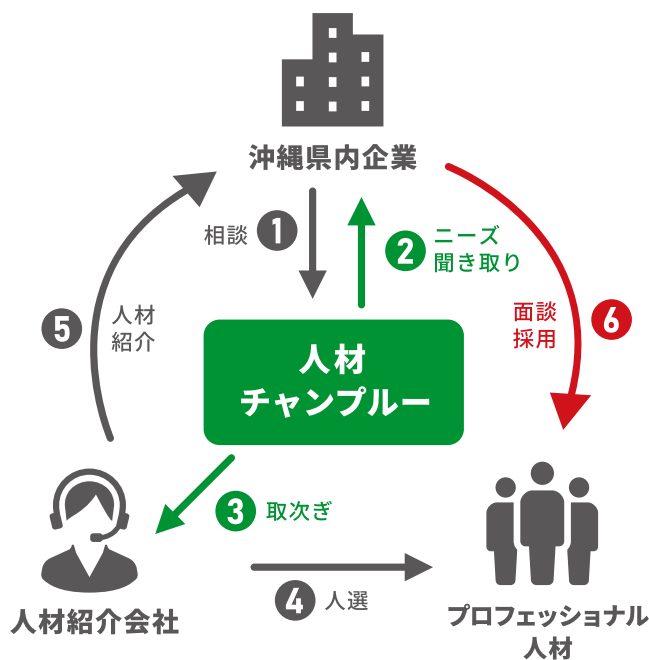 沖縄県内企業
相談 1
2 ニーズ
聞き取り
5 人材
紹介
面談 6
採用
人材
チャンプルー
3 取次ぎ
4 人選
人材紹介会社
プロフェッショナル
人材